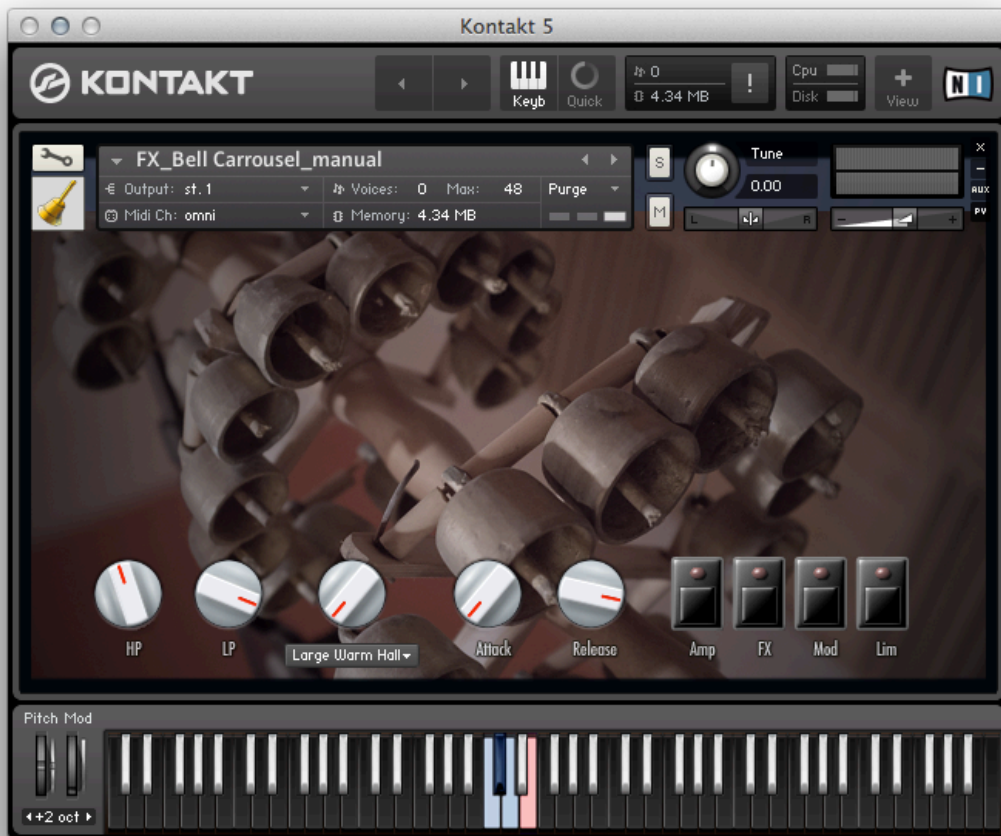 Kontakt 5
KONTAKT
Keyb
Quick
0
4.34 MB
!
Cpu
Disk
+
View
NI
FX_Bell Carrousel_manual
Output: st. 1
Voices: 0 Max: 48
Purge
Midi Ch: omni
Memory: 4.34 MB
S
M
Tune
0.00
L
R
-
+
x
-
AUX
PV
HP
LP
Large Warm Hall
Attack
Release
Amp
FX
Mod
Lim
Pitch Mod
+2 oct